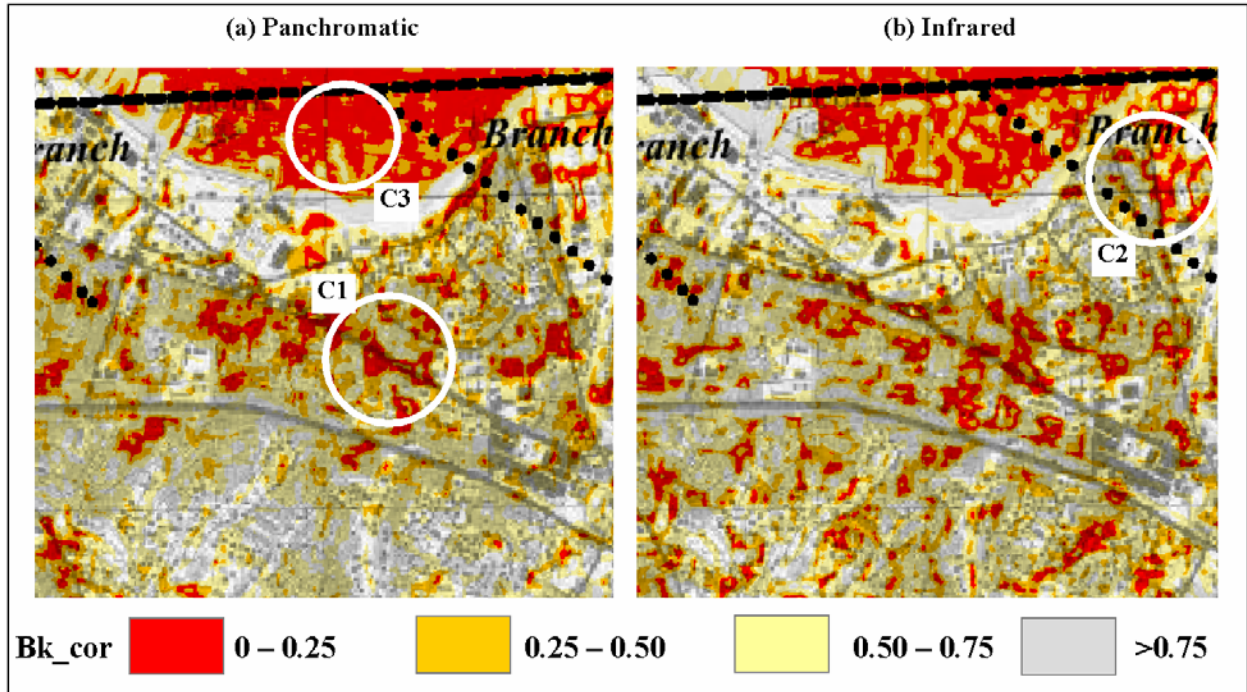 (a) Panchromatic
(b) Infrared
ranch
Branch
ranch
Branch
C3
C2
C1
Bk_cor 0 – 0.25 0.25 – 0.50 0.50 – 0.75 >0.75